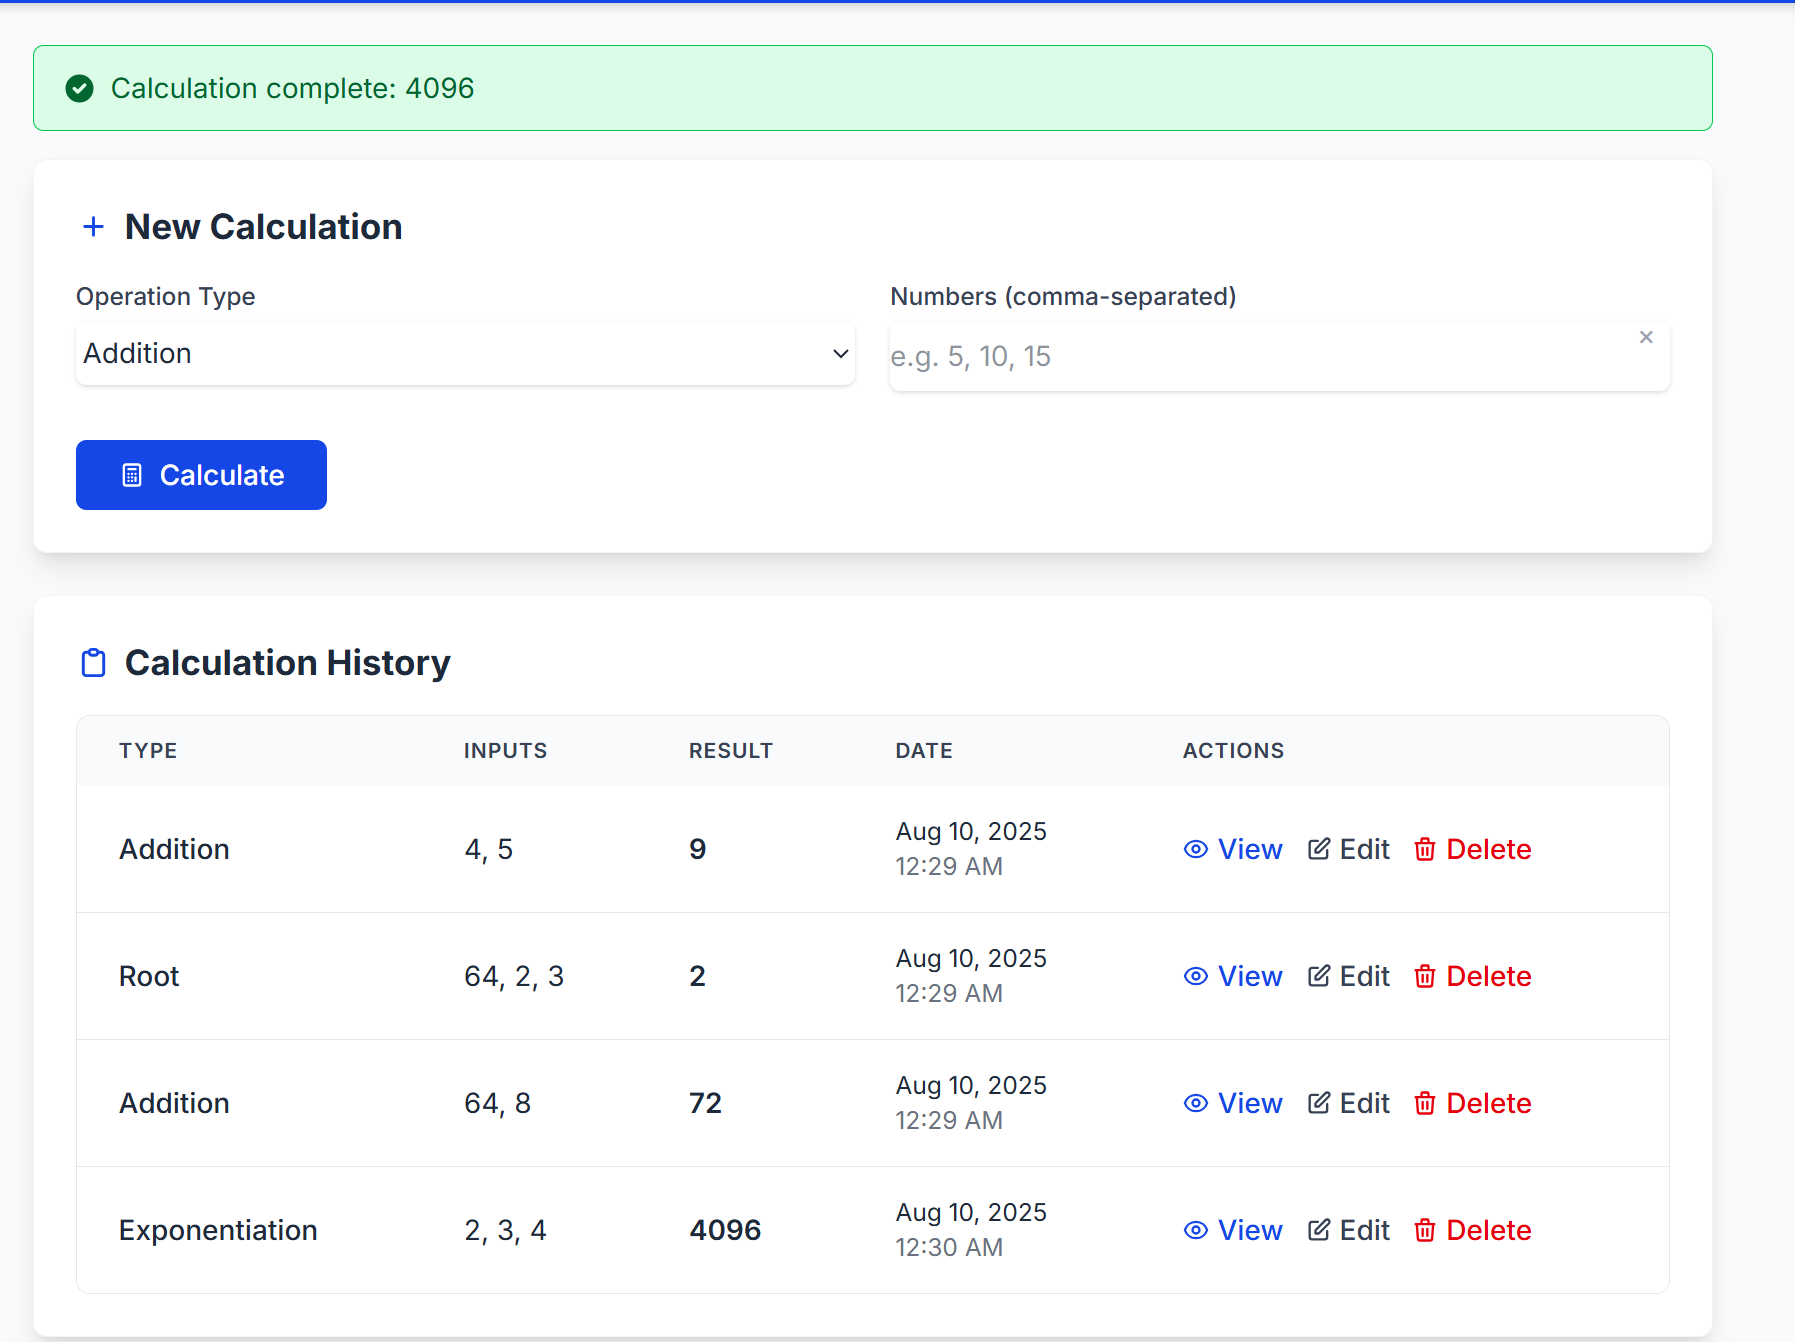 Calculation complete: 4096
New Calculation
Operation Type
Numbers (comma-separated)
Addition
e.g. 5, 10, 15
Calculate
Calculation History
TYPE INPUTS RESULT DATE ACTIONS
Addition 4, 5 9 Aug 10, 2025 View Edit Delete
12:29 AM
Root 64, 2, 3 2 Aug 10, 2025 View Edit Delete
12:29 AM
Addition 64, 8 72 Aug 10, 2025 View Edit Delete
12:29 AM
Exponentiation 2, 3, 4 4096 Aug 10, 2025 View Edit Delete
12:30 AM